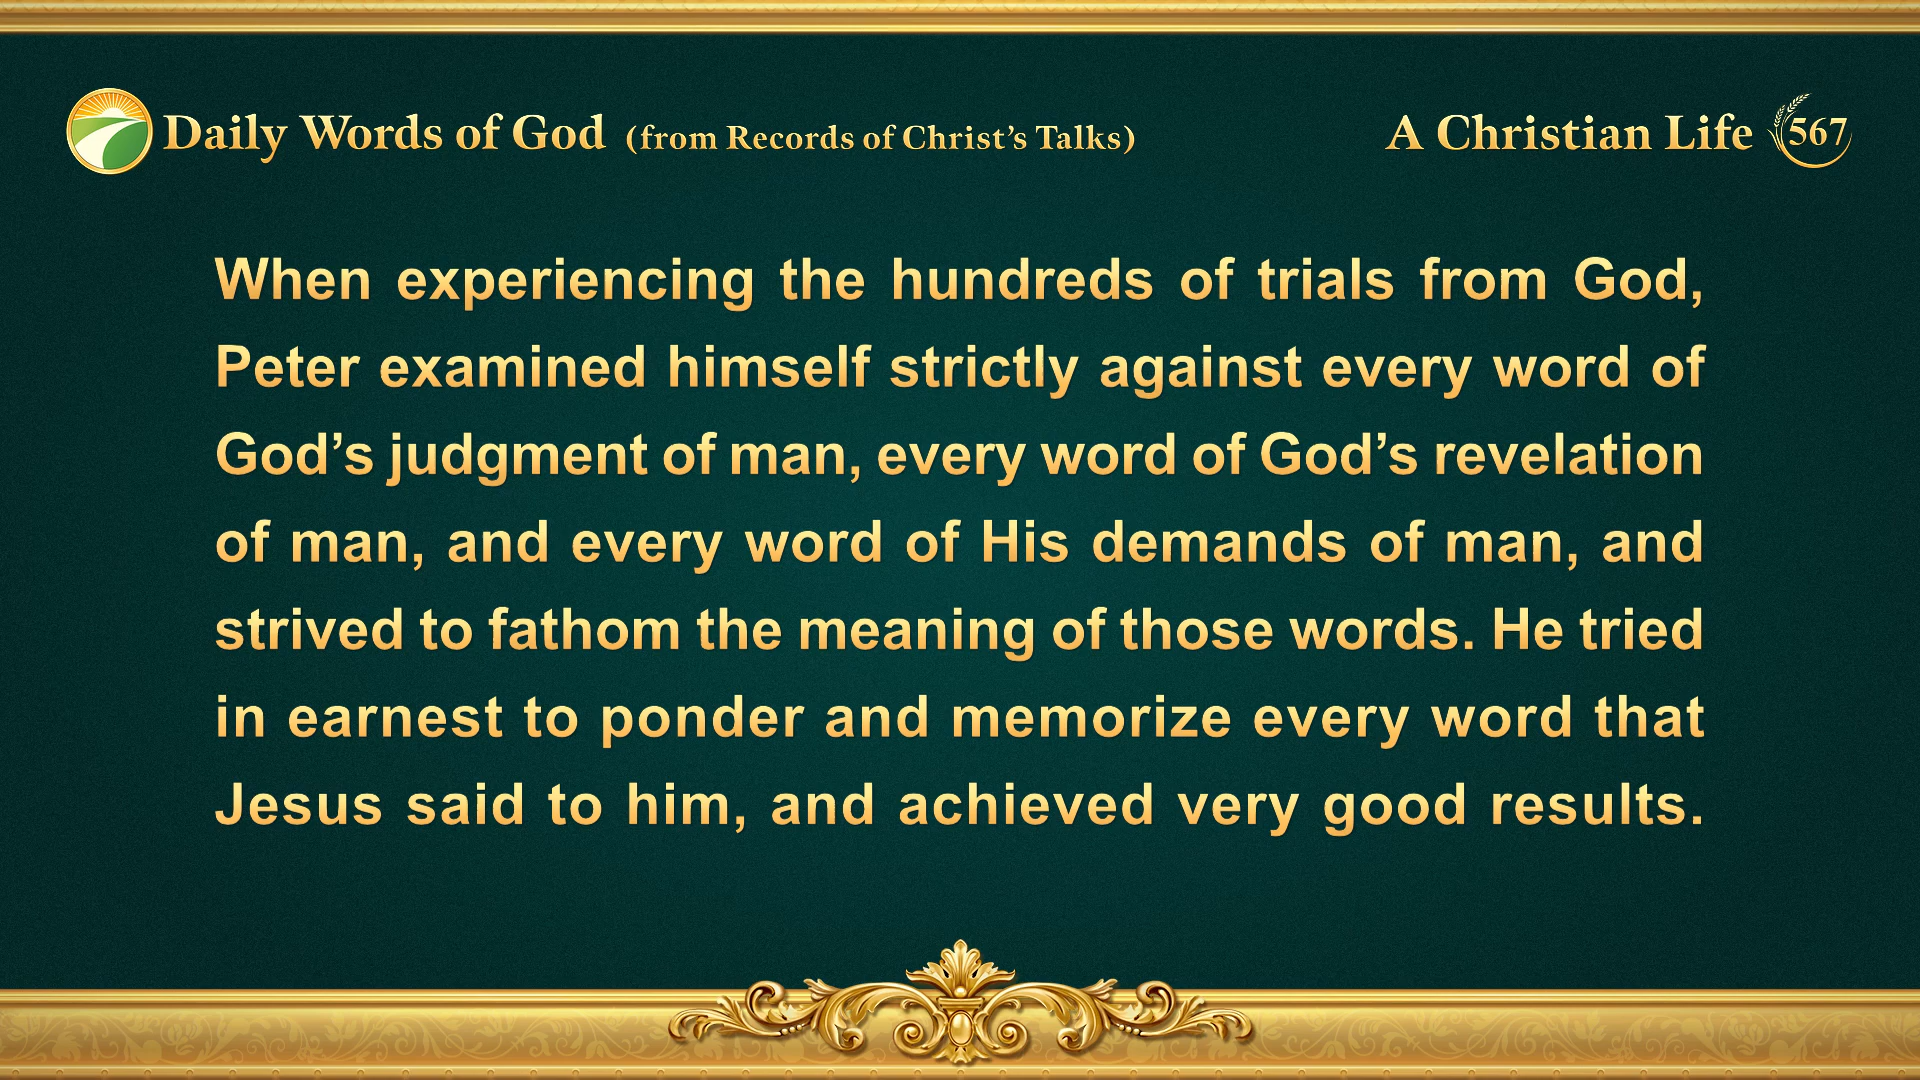 Daily Words of God (from Records of Christ’s Talks)
A Christian Life 567
When experiencing the hundreds of trials from God,
Peter examined himself strictly against every word of
God’s judgment of man, every word of God’s revelation
of man, and every word of His demands of man, and
strived to fathom the meaning of those words. He tried
in earnest to ponder and memorize every word that
Jesus said to him, and achieved very good results.